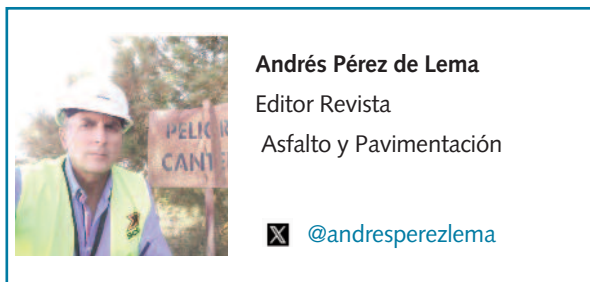 Andrés Pérez de Lema
Editor Revista
Asfalto y Pavimentación
@andresperezlema